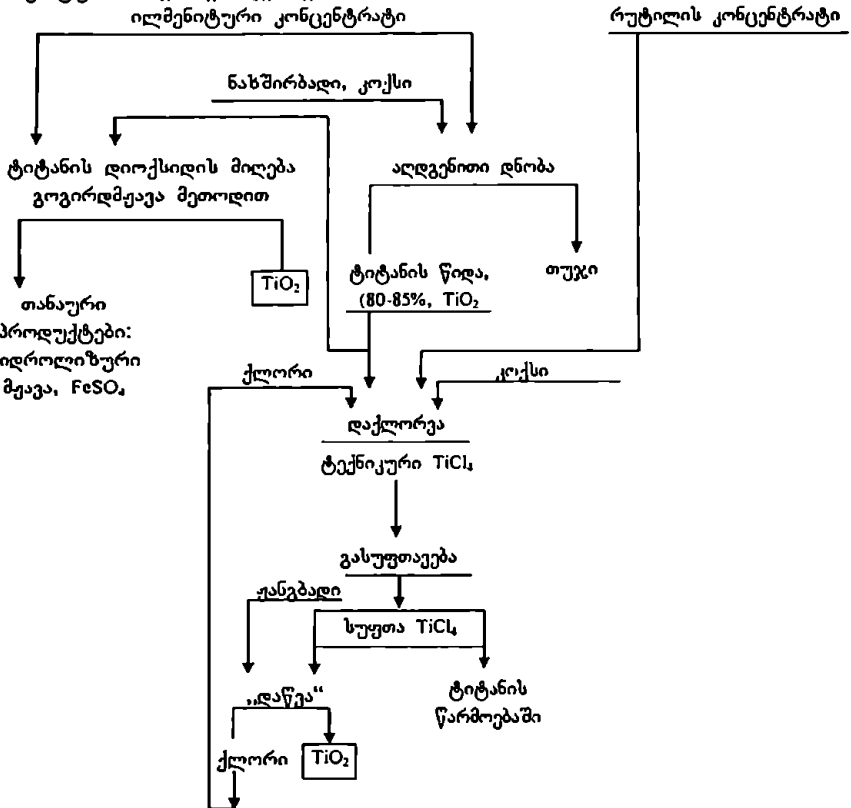 ილმენიტური კონცენტრატი
რუტილის კონცენტრატი
ნახშირბადი, კოქსი
ტიტანის დიოქსიდის მიღება
გოგირდმჟავა მეთოდით
აღდგენითი დნობა
TiO₂
ტიტანის წიდა,
(80-85%, TiO₂
თუჯი
თანაური
პროდუქტები:
იდროლიზური
მჟავა, FeSO₄
ქლორი
კოქსი
დაქლორვა
ტექნიკური TiCl₄
გასუფთავება
ჟანგბადი
სუფთა TiCl₄
„დაწვა“
ტიტანის
წარმოებაში
ქლორი
TiO₂